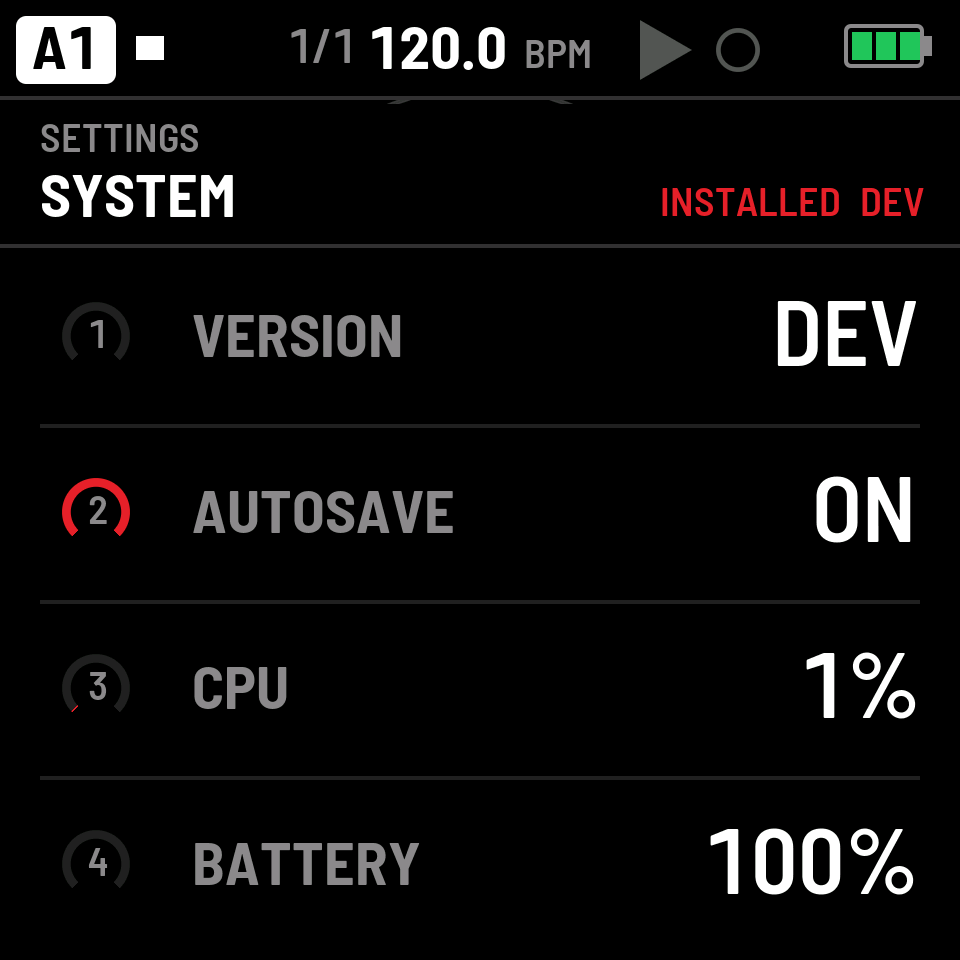 A1 1/1 120.0 BPM
SETTINGS
SYSTEM INSTALLED DEV
1 VERSION DEV
2 AUTOSAVE ON
3 CPU 1%
4 BATTERY 100%